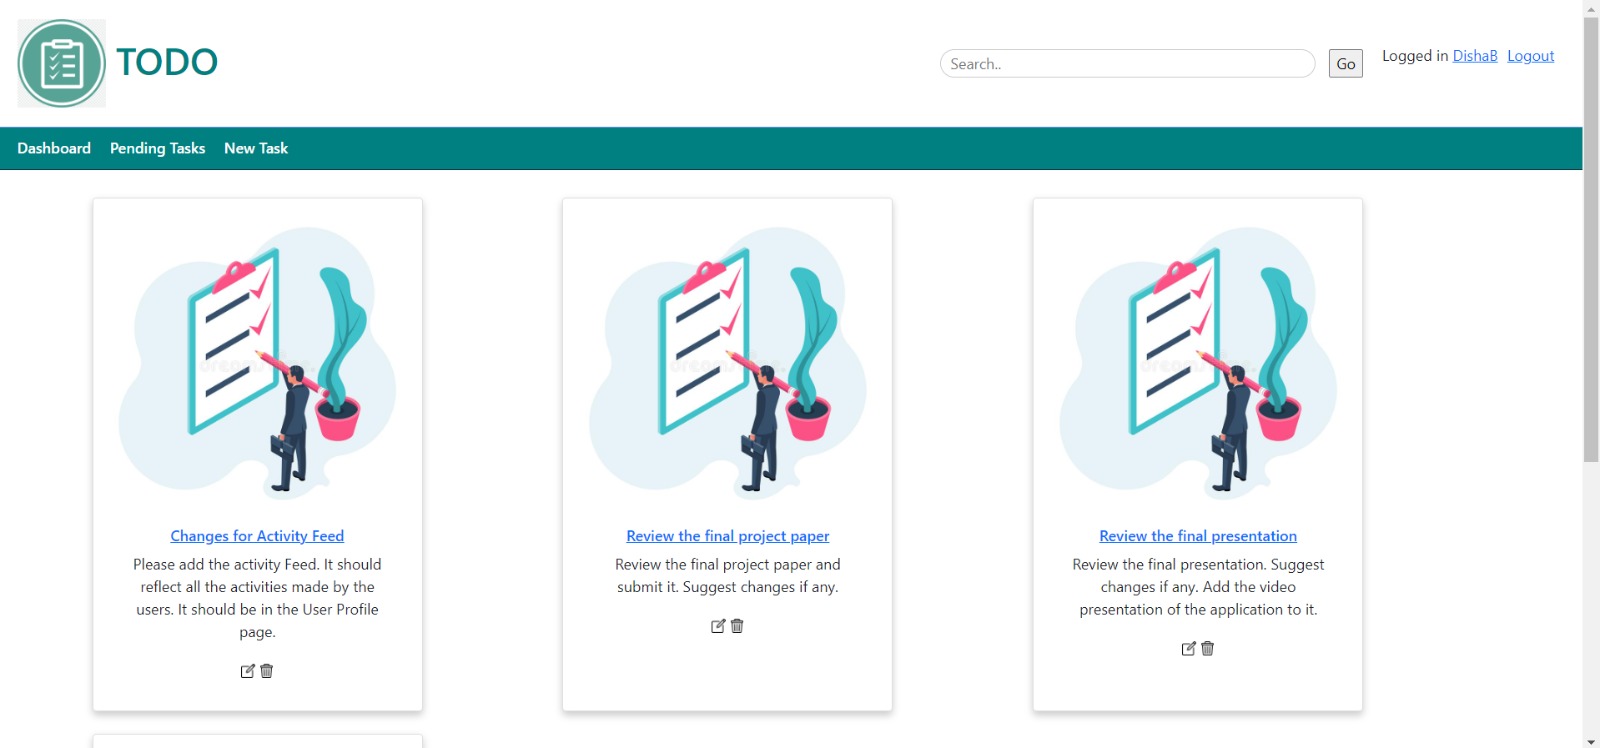 TODO
Search..
Go
Logged in DishaB Logout
Dashboard Pending Tasks New Task
Changes for Activity Feed
Please add the activity Feed. It should
reflect all the activities made by the
users. It should be in the User Profile
page.
Review the final project paper
Review the final project paper and
submit it. Suggest changes if any.
Review the final presentation
Review the final presentation. Suggest
changes if any. Add the video
presentation of the application to it.